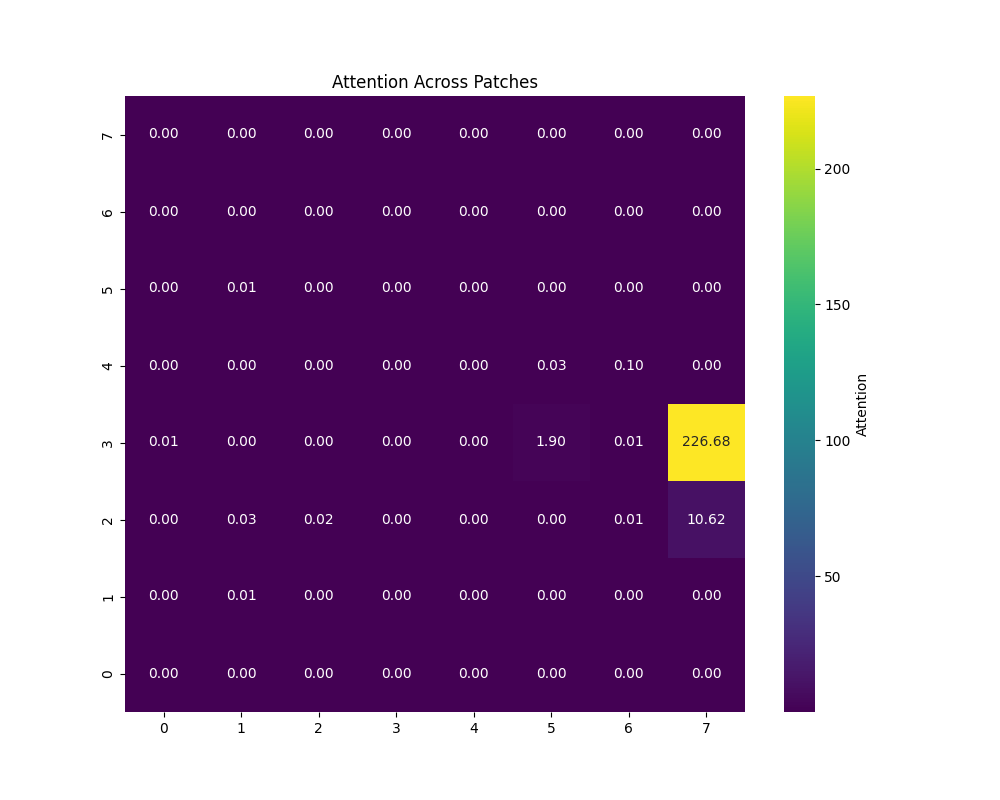 Attention Across Patches
7 0.00 0.00 0.00 0.00 0.00 0.00 0.00 0.00
6 0.00 0.00 0.00 0.00 0.00 0.00 0.00 0.00
5 0.00 0.01 0.00 0.00 0.00 0.00 0.00 0.00
4 0.00 0.00 0.00 0.00 0.00 0.03 0.10 0.00
3 0.01 0.00 0.00 0.00 0.00 1.90 0.01 226.68
2 0.00 0.03 0.02 0.00 0.00 0.00 0.01 10.62
1 0.00 0.01 0.00 0.00 0.00 0.00 0.00 0.00
0 0.00 0.00 0.00 0.00 0.00 0.00 0.00 0.00
0 1 2 3 4 5 6 7
200
150
100
50
Attention